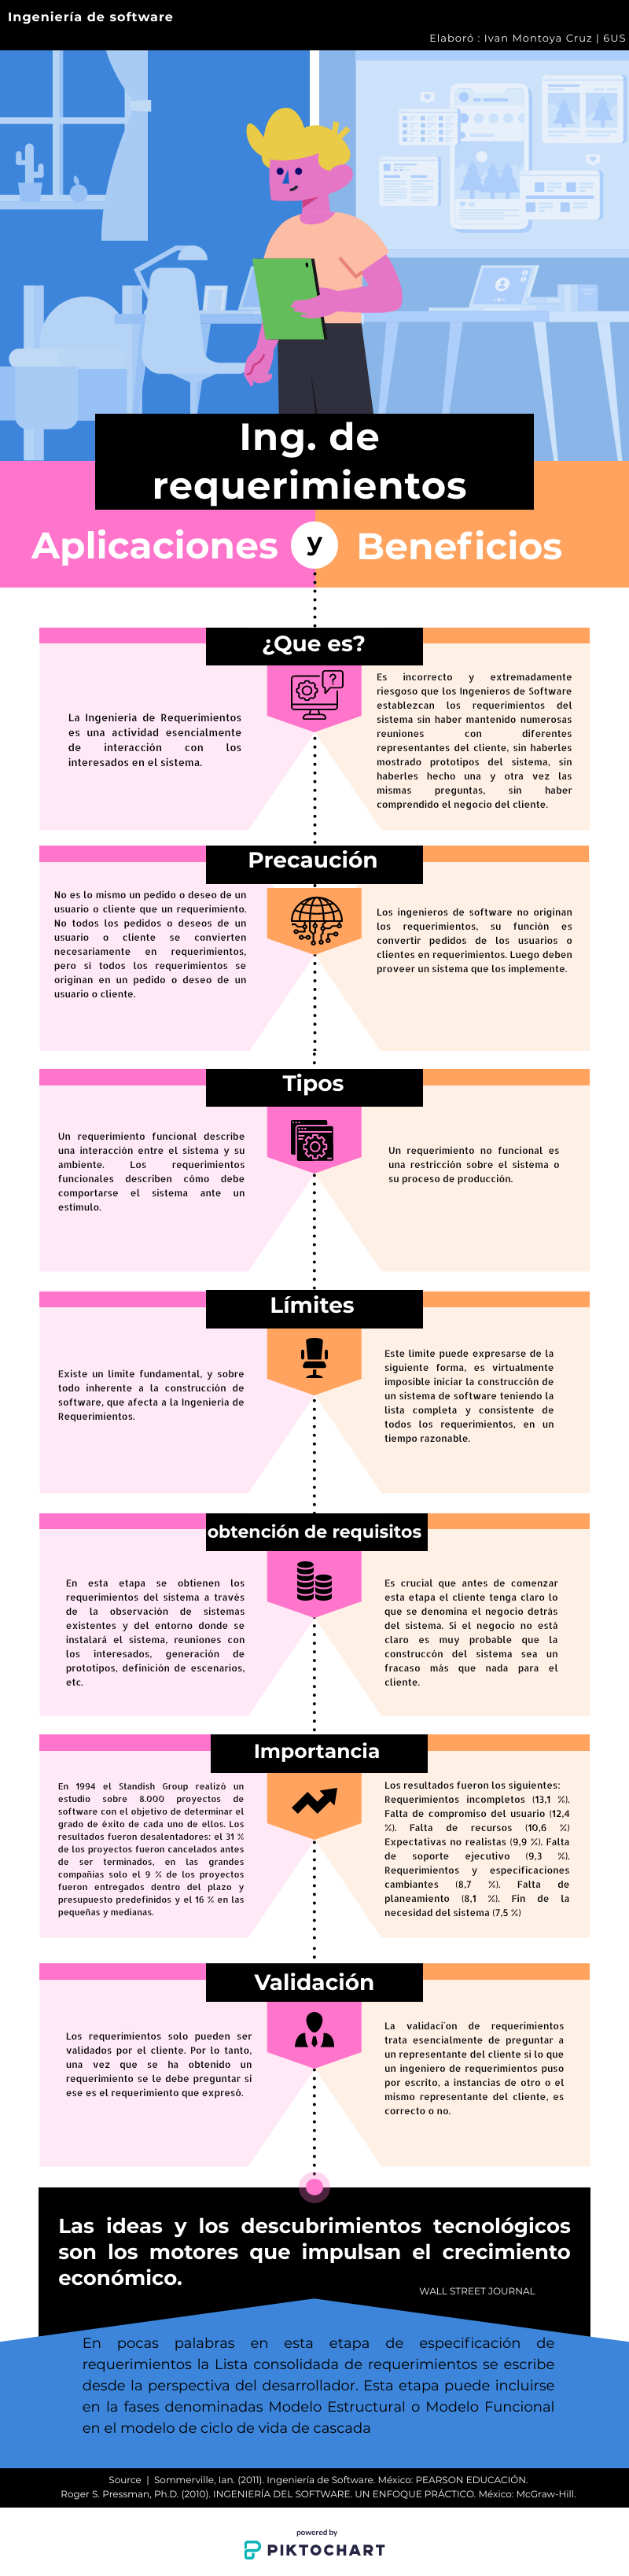 Ingeniería de software
Elaboró : Ivan Montoya Cruz | 6US
Ing. de
requerimientos
Aplicaciones y Beneficios
¿Que es?
La Ingeniería de Requerimientos
es una actividad esencialmente
de interacción con los
interesados en el sistema.
Es incorrecto y extremadamente
riesgoso que los Ingenieros de Software
establezcan los requerimientos del
sistema sin haber mantenido numerosas
reuniones con diferentes
representantes del cliente, sin haberles
mostrado prototipos del sistema, sin
haberles hecho una y otra vez las
mismas preguntas, sin haber
comprendido el negocio del cliente.
Precaución
No es lo mismo un pedido o deseo de un
usuario o cliente que un requerimiento.
No todos los pedidos o deseos de un
usuario o cliente se convierten
necesariamente en requerimientos,
pero si todos los requerimientos se
originan en un pedido o deseo de un
usuario o cliente.
Los ingenieros de software no originan
los requerimientos, su función es
convertir pedidos de los usuarios o
clientes en requerimientos. Luego deben
proveer un sistema que los implemente.
Tipos
Un requerimiento funcional describe
una interacción entre el sistema y su
ambiente. Los requerimientos
funcionales describen cómo debe
comportarse el sistema ante un
estimulo.
Un requerimiento no funcional es
una restricción sobre el sistema o
su proceso de producción.
Límites
Existe un límite fundamental, y sobre
todo inherente a la construcción de
software, que afecta a la Ingeniería de
Requerimientos.
Este límite puede expresarse de la
siguiente forma, es virtualmente
imposible iniciar la construcción de
un sistema de software teniendo la
lista completa y consistente de
todos los requerimientos, en un
tiempo razonable.
obtención de requisitos
En esta etapa se obtienen los
requerimientos del sistema a través
de la observación de sistemas
existentes y del entorno donde se
instalará el sistema, reuniones con
los interesados, generación de
prototipos, definición de escenarios,
etc.
Es crucial que antes de comenzar
esta etapa el cliente tenga claro lo
que se denomina el negocio detrás
del sistema. Si el negocio no está
claro es muy probable que la
construccón del sistema sea un
fracaso más que nada para el
cliente.
Importancia
En 1994 el Standish Group realizó un
estudio sobre 8.000 proyectos de
software con el objetivo de determinar el
grado de éxito de cada uno de ellos. Los
resultados fueron desalentadores: el 31 %
de los proyectos fueron cancelados antes
de ser terminados, en las grandes
compañías solo el 9 % de los proyectos
fueron entregados dentro del plazo y
presupuesto predefinidos y el 16 % en las
pequeñas y medianas.
Los resultados fueron los siguientes:
Requerimientos incompletos (13,1 %).
Falta de compromiso del usuario (12,4
%). Falta de recursos (10,6 %)
Expectativas no realistas (9,9 %). Falta
de soporte ejecutivo (9,3 %).
Requerimientos y especificaciones
cambiantes (8,7 %). Falta de
planeamiento (8,1 %). Fin de la
necesidad del sistema (7,5 %)
Validación
Los requerimientos solo pueden ser
validados por el cliente. Por lo tanto,
una vez que se ha obtenido un
requerimiento se le debe preguntar si
ese es el requerimiento que expresó.
La validaci´on de requerimientos
trata esencialmente de preguntar a
un representante del cliente si lo que
un ingeniero de requerimientos puso
por escrito, a instancias de otro o el
mismo representante del cliente, es
correcto o no.
Las ideas y los descubrimientos tecnológicos
son los motores que impulsan el crecimiento
económico.
WALL STREET JOURNAL
En pocas palabras en esta etapa de especificación de
requerimientos la Lista consolidada de requerimientos se escribe
desde la perspectiva del desarrollador. Esta etapa puede incluirse
en la fases denominadas Modelo Estructural o Modelo Funcional
en el modelo de ciclo de vida de cascada
Source | Sommerville, Ian. (2011). Ingeniería de Software. México: PEARSON EDUCACIÓN.
Roger S. Pressman, Ph.D. (2010). INGENIERÍA DEL SOFTWARE. UN ENFOQUE PRÁCTICO. México: McGraw-Hill.
powered by
PIKTOCHART